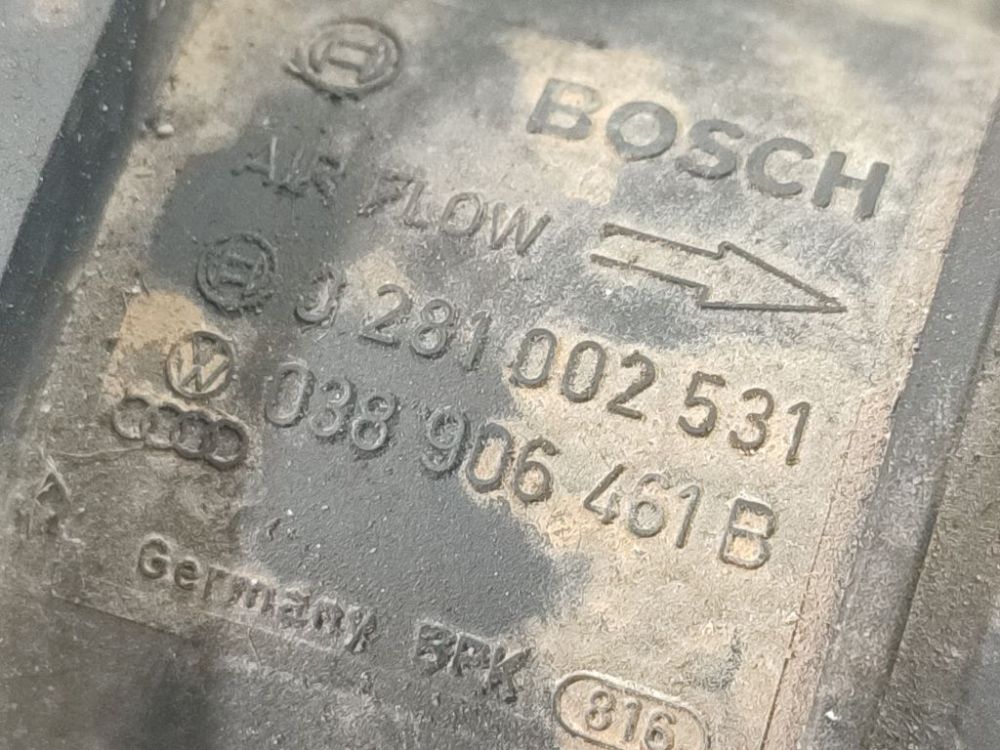 BOSCH
AIR FLOW
0 281 002 531
038 906 461 B
Germany BPK 816